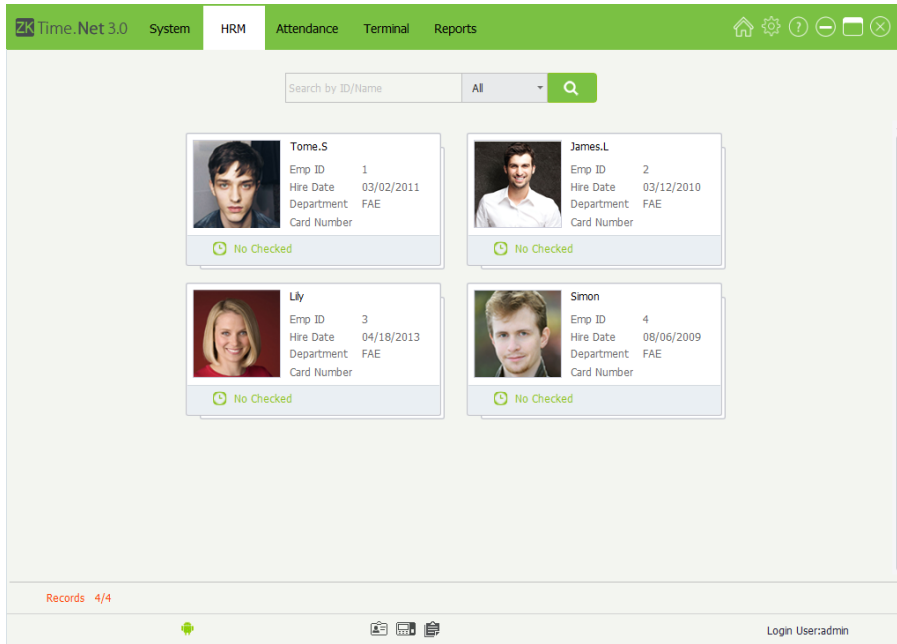 ZK Time.Net 3.0 System HRM Attendance Terminal Reports
Search by ID/Name All
Tome.S
Emp ID 1
Hire Date 03/02/2011
Department FAE
Card Number
No Checked
James.L
Emp ID 2
Hire Date 03/12/2010
Department FAE
Card Number
No Checked
Lily
Emp ID 3
Hire Date 04/18/2013
Department FAE
Card Number
No Checked
Simon
Emp ID 4
Hire Date 08/06/2009
Department FAE
Card Number
No Checked
Records 4/4
Login User:admin